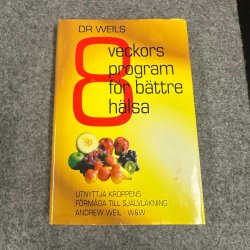 DR WEILS
8 veckors
program
för bättre
hälsa
UTNYTTJA KROPPENS
FÖRMÅGA TILL SJÄLVLÄKNING
ANDREW WEIL · W&W